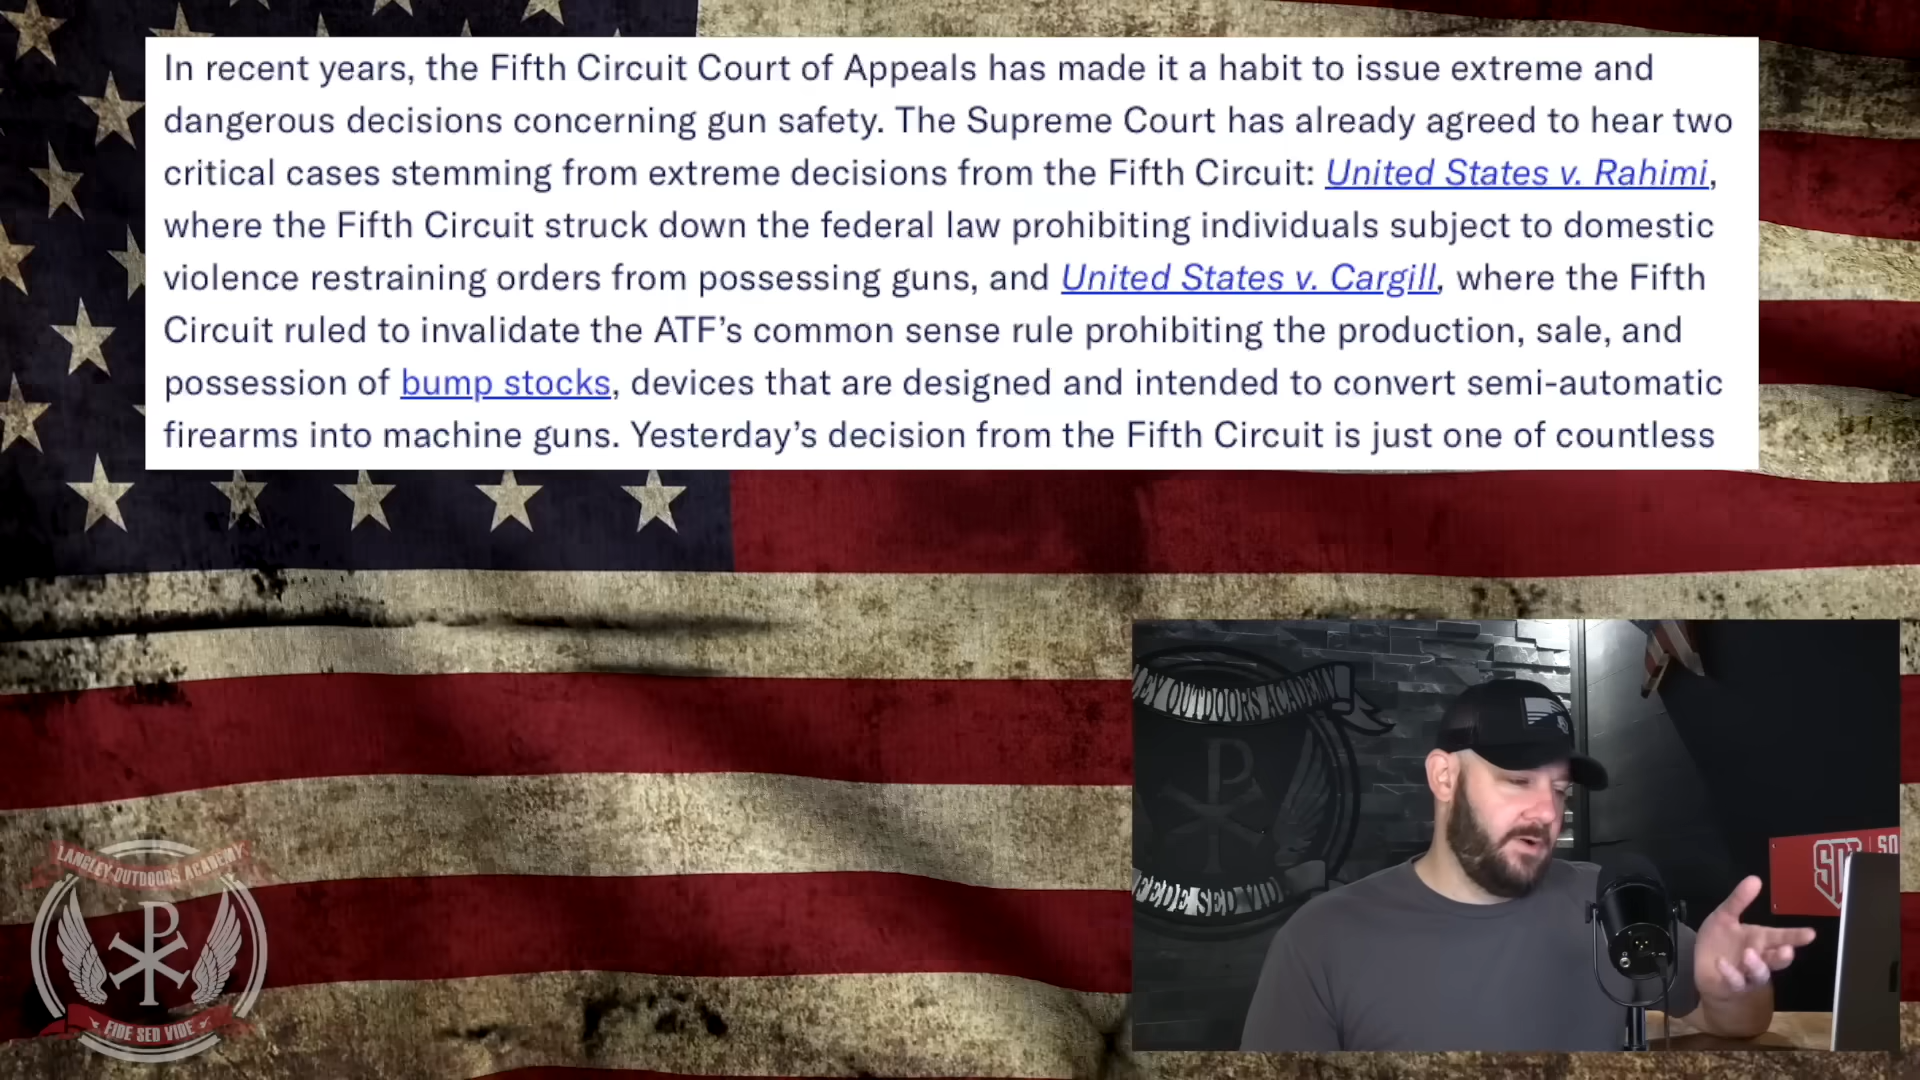 In recent years, the Fifth Circuit Court of Appeals has made it a habit to issue extreme and
dangerous decisions concerning gun safety. The Supreme Court has already agreed to hear two
critical cases stemming from extreme decisions from the Fifth Circuit: United States v. Rahimi,
where the Fifth Circuit struck down the federal law prohibiting individuals subject to domestic
violence restraining orders from possessing guns, and United States v. Cargill, where the Fifth
Circuit ruled to invalidate the ATF’s common sense rule prohibiting the production, sale, and
possession of bump stocks, devices that are designed and intended to convert semi-automatic
firearms into machine guns. Yesterday’s decision from the Fifth Circuit is just one of countless
OUTDOORS ACADEMY
SED VID
LANGLEY OUTDOORS ACADEMY
FIDE SED VIDE